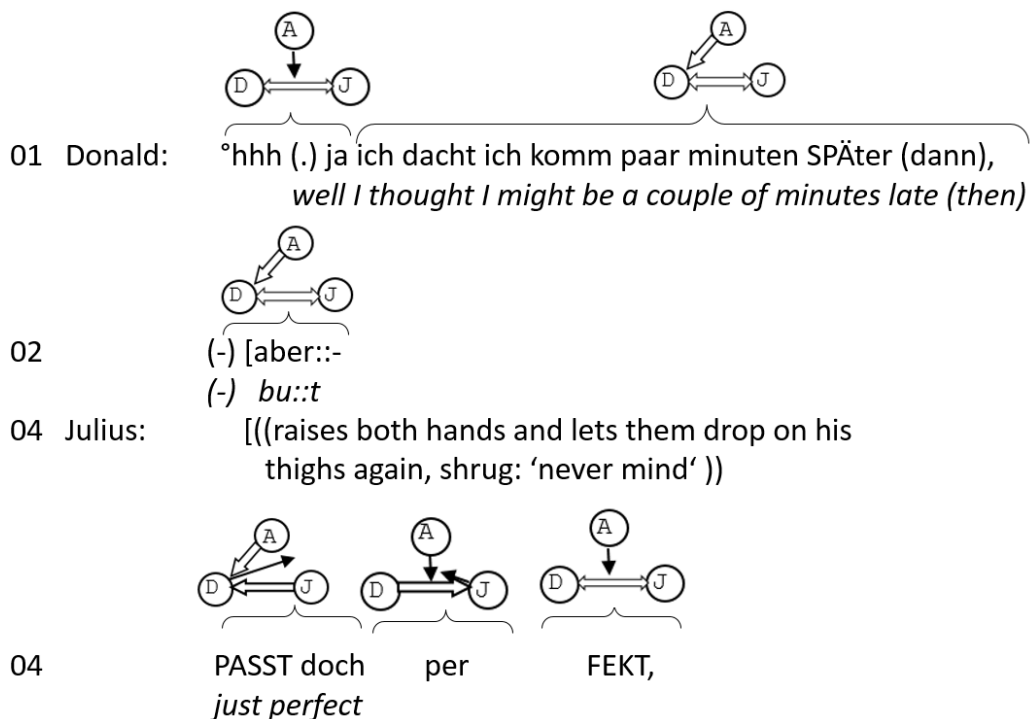 A
D J
A
D J
01 Donald: °hhh (.) ja ich dacht ich komm paar minuten SPÄter (dann),
well I thought I might be a couple of minutes late (then)
A
D J
02 (-) [aber::-
(-) bu::t
04 Julius: [((raises both hands and lets them drop on his
thighs again, shrug: ‘never mind‘ ))
A
D J
A
D J
A
D J
04 PASST doch per FEKT,
just perfect